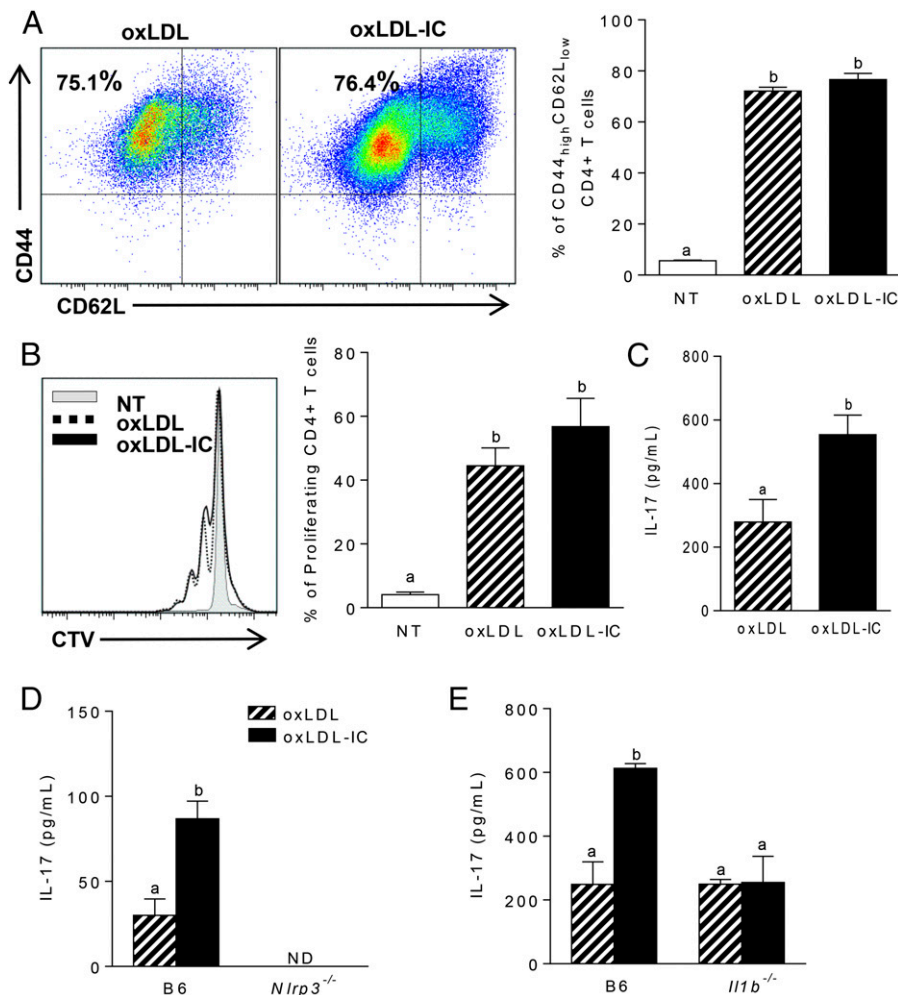 A
oxLDL
oxLDL-IC
75.1%
76.4%
CD44
CD62L
% of CD44highCD62Llow
CD4+ T cells
100
80
60
40
20
0
a
b
b
NT
oxLDL
oxLDL-IC
B
NT
oxLDL
oxLDL-IC
CTV
% of Proliferating CD4+ T cells
80
60
40
20
0
a
b
b
NT
oxLDL
oxLDL-IC
C
IL-17 (pg/mL)
800
600
400
200
0
a
b
oxLDL
oxLDL-IC
D
IL-17 (pg/mL)
150
100
50
30
0
a
b
ND
B6
Nlrp3-/-
oxLDL
oxLDL-IC
E
IL-17 (pg/mL)
800
600
400
200
0
a
b
a
a
B6
Il1b-/-